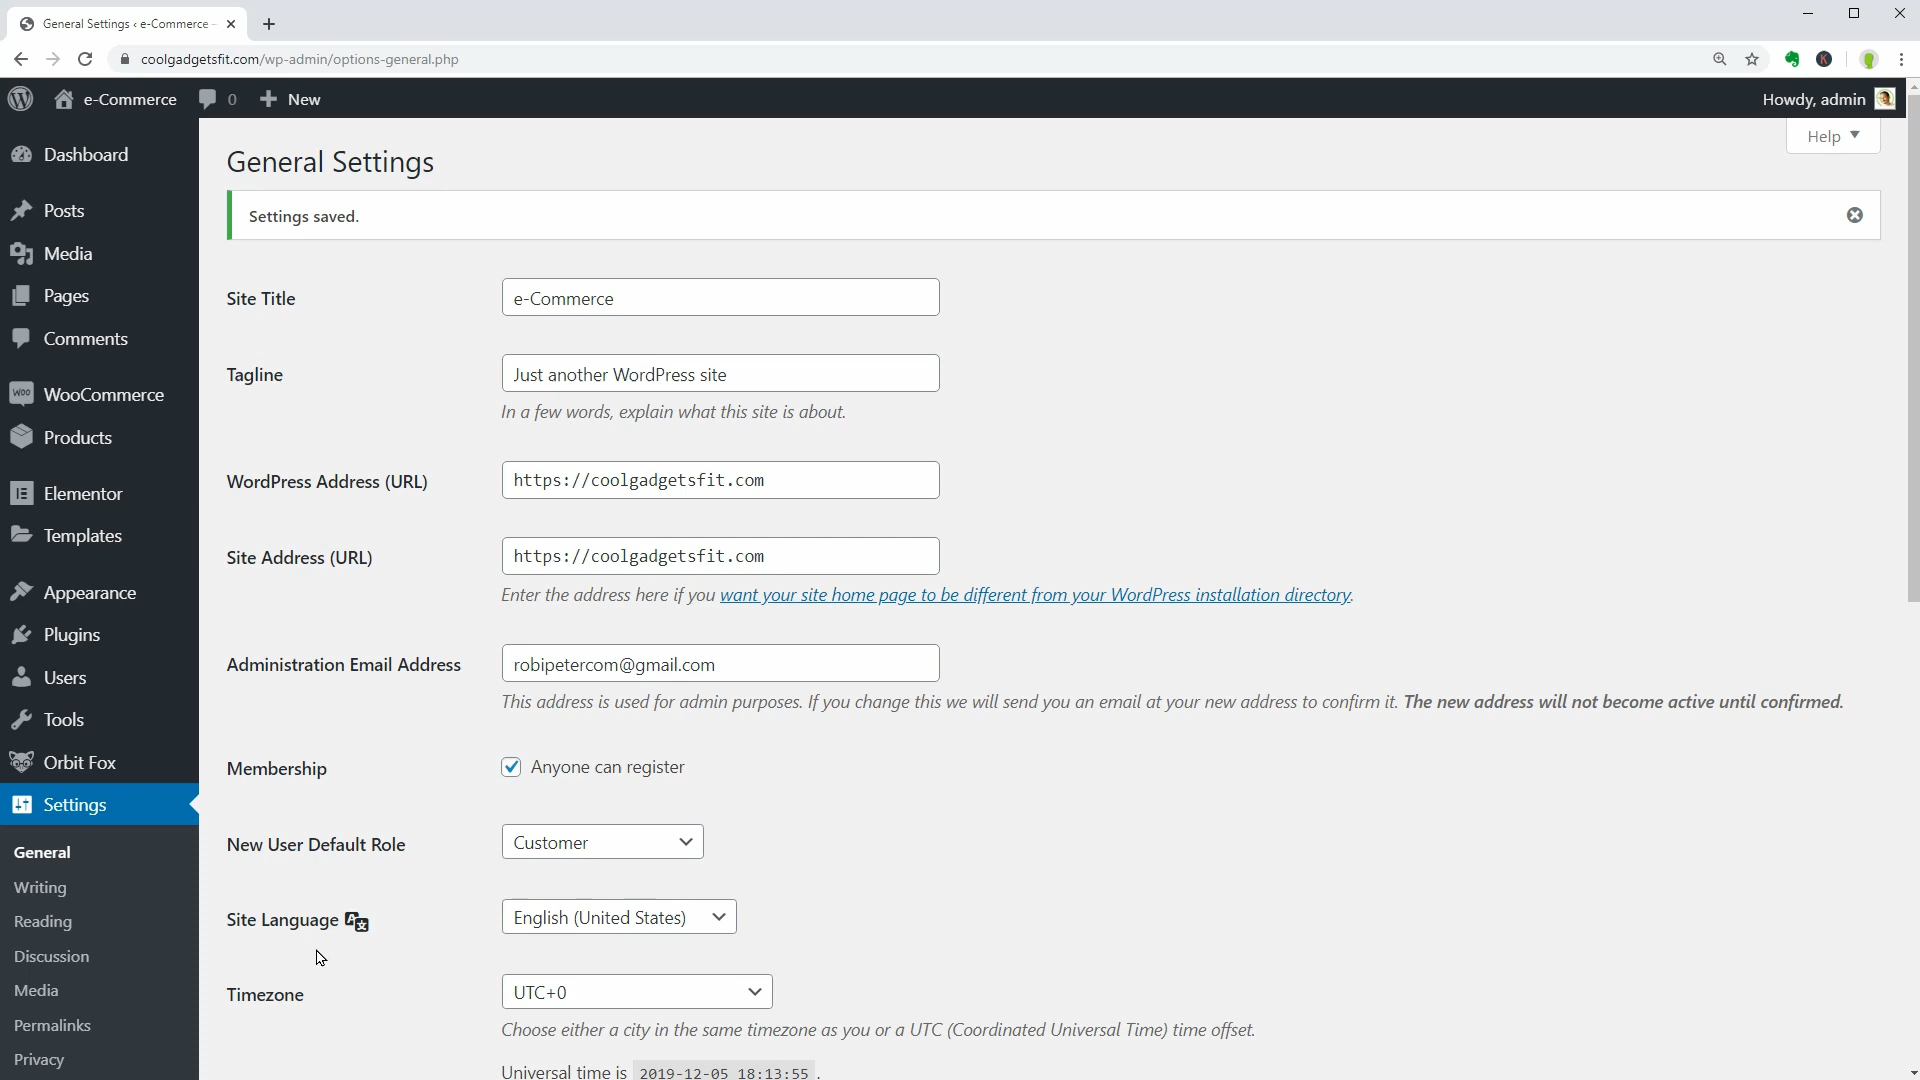 General Settings ‹ e-Commerce –
coolgadgetsfit.com/wp-admin/options-general.php
e-Commerce 0 New Howdy, admin
Help
Dashboard
Posts
Media
Pages
Comments
WooCommerce
Products
Elementor
Templates
Appearance
Plugins
Users
Tools
Orbit Fox
Settings
General
Writing
Reading
Discussion
Media
Permalinks
Privacy
General Settings
Settings saved.
Site Title e-Commerce
Tagline Just another WordPress site
In a few words, explain what this site is about.
WordPress Address (URL) https://coolgadgetsfit.com
Site Address (URL) https://coolgadgetsfit.com
Enter the address here if you want your site home page to be different from your WordPress installation directory.
Administration Email Address robipetercom@gmail.com
This address is used for admin purposes. If you change this we will send you an email at your new address to confirm it. The new address will not become active until confirmed.
Membership Anyone can register
New User Default Role Customer
Site Language English (United States)
Timezone UTC+0
Choose either a city in the same timezone as you or a UTC (Coordinated Universal Time) time offset.
Universal time is 2019-12-05 18:13:55 .